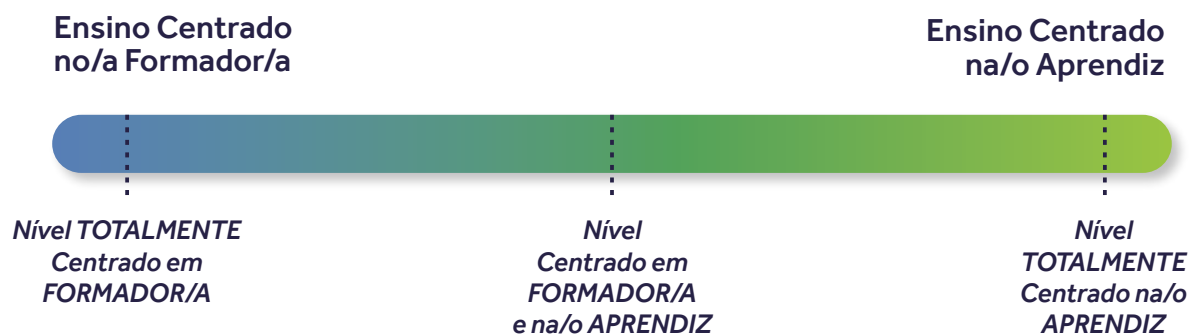 Ensino Centrado
no/a Formador/a
Ensino Centrado
na/o Aprendiz
Nível TOTALMENTE
Centrado em
FORMADOR/A
Nível
Centrado em
FORMADOR/A
e na/o APRENDIZ
Nível
TOTALMENTE
Centrado na/o
APRENDIZ